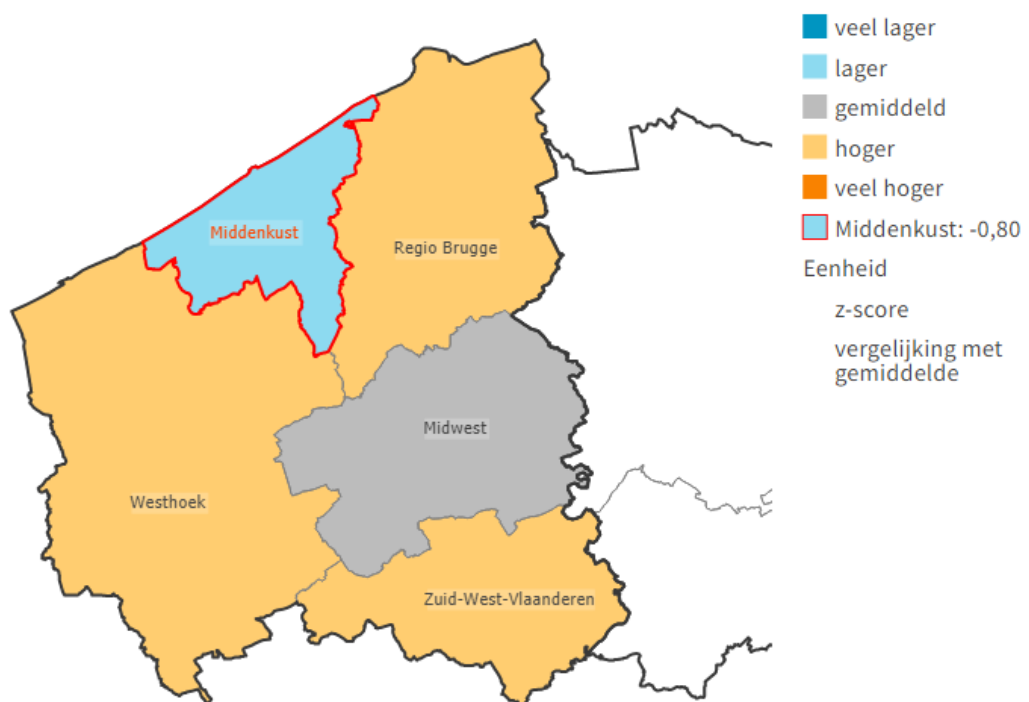 veel lager
lager
gemiddeld
hoger
veel hoger
Middenkust: -0,80
Eenheid
z-score
vergelijking met
gemiddelde
Middenkust
Regio Brugge
Midwest
Westhoek
Zuid-West-Vlaanderen